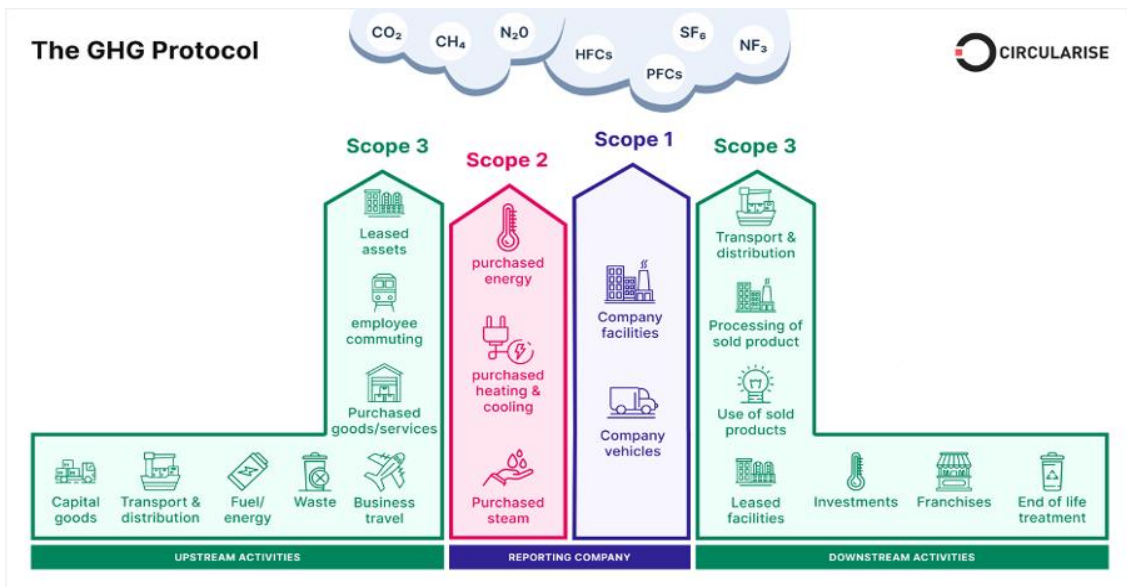 The GHG Protocol
CO₂
CH₄
N₂0
HFCs
PFCs
SF₆
NF₃
CIRCULARISE
Scope 3
Leased
assets
employee
commuting
Purchased
goods/services
Capital
goods
Transport &
distribution
Fuel/
energy
Waste
Business
travel
Scope 2
purchased
energy
purchased
heating &
cooling
Purchased
steam
Scope 1
Company
facilities
Company
vehicles
Scope 3
Transport &
distribution
Processing of
sold product
Use of sold
products
Leased
facilities
Investments
Franchises
End of life
treatment
UPSTREAM ACTIVITIES
REPORTING COMPANY
DOWNSTREAM ACTIVITIES